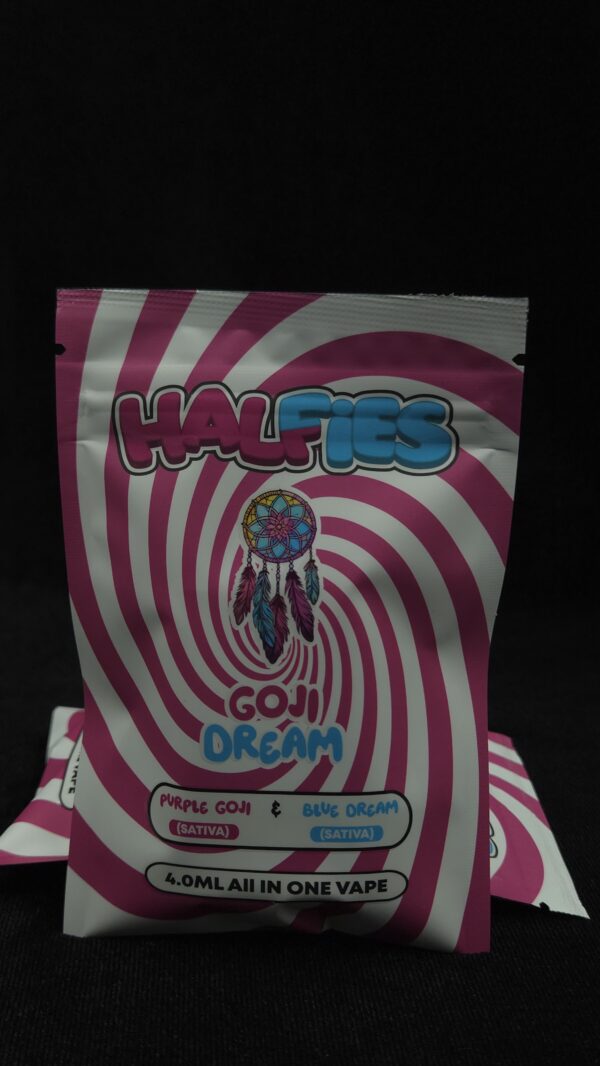 HALFiES
GOJI
DREAM
PURPLE GOJI & BLUE DREAM
(SATIVA) (SATIVA)
4.0ML All IN ONE VAPE